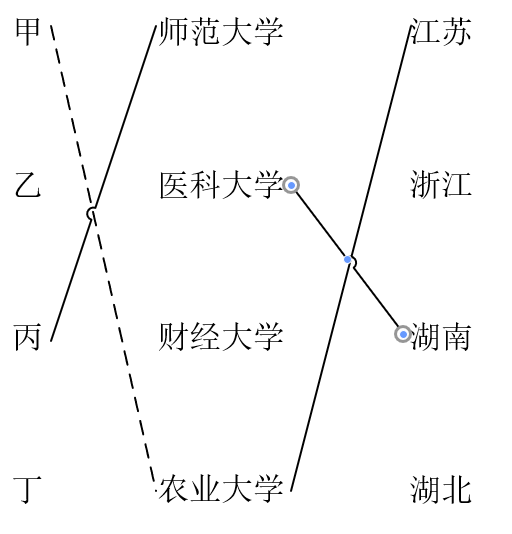 甲 师范大学 江苏
乙 医科大学 浙江
丙 财经大学 湖南
丁 农业大学 湖北